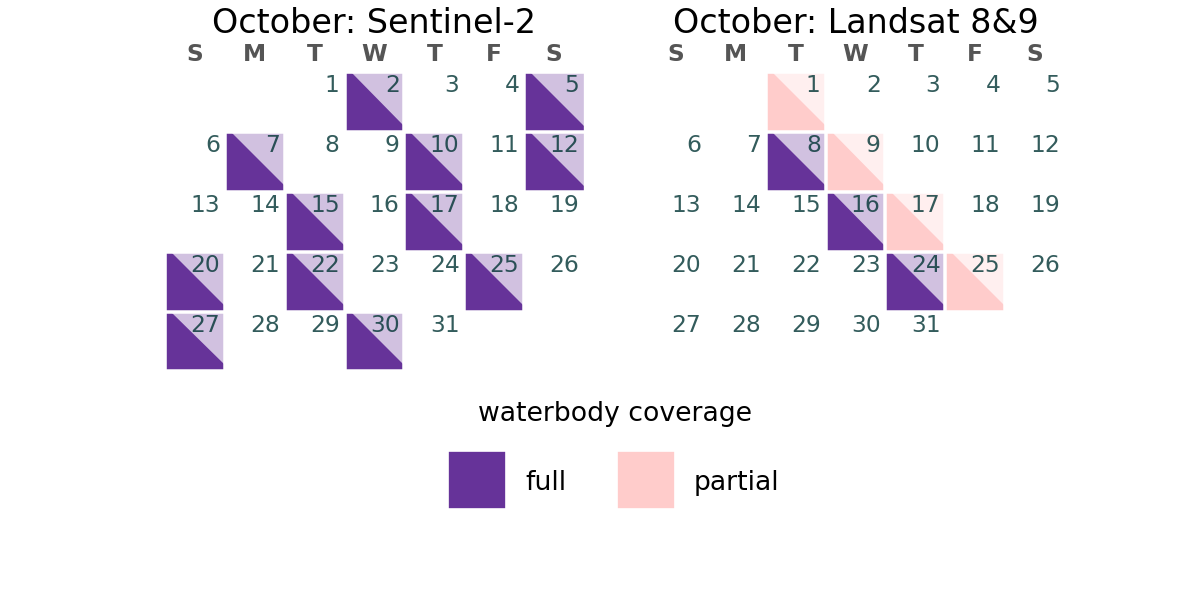 October: Sentinel-2
S M T W T F S
1 2 3 4 5
6 7 8 9 10 11 12
13 14 15 16 17 18 19
20 21 22 23 24 25 26
27 28 29 30 31
October: Landsat 8&9
S M T W T F S
1 2 3 4 5
6 7 8 9 10 11 12
13 14 15 16 17 18 19
20 21 22 23 24 25 26
27 28 29 30 31
waterbody coverage
full partial